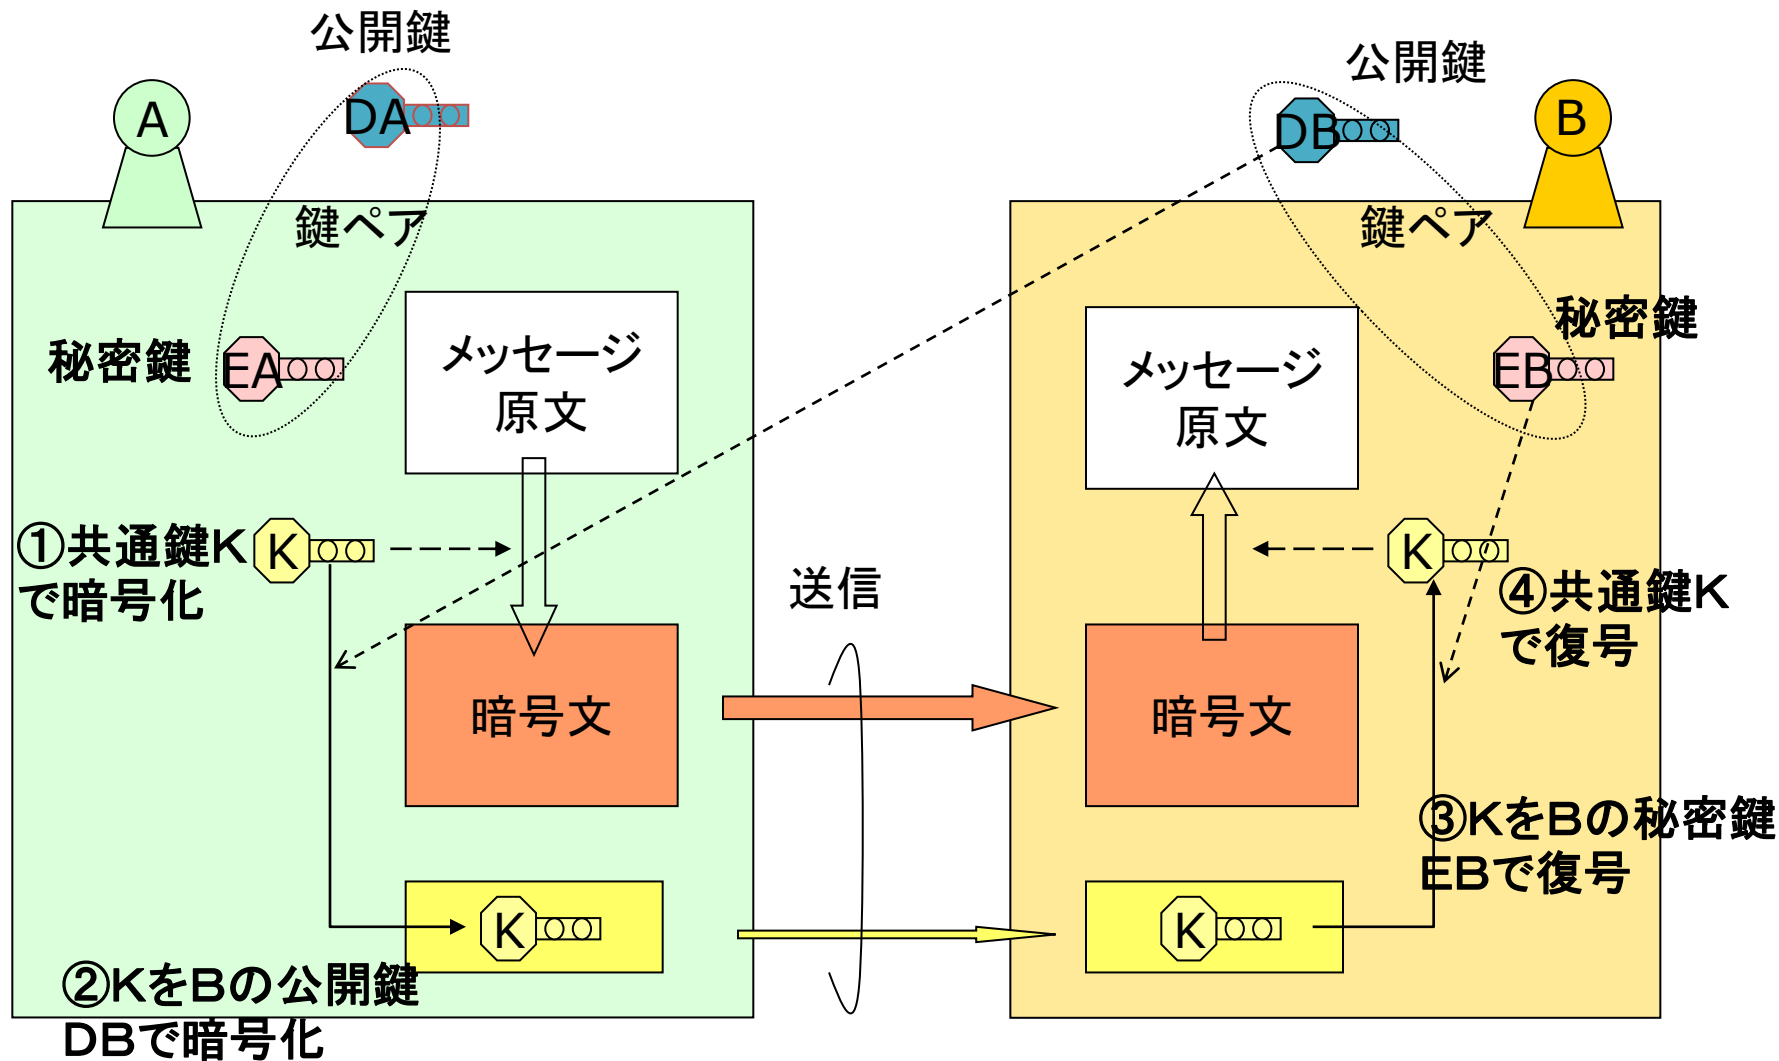 公開鍵
公開鍵
A
DA
DB
B
鍵ペア
鍵ペア
秘密鍵
EA
メッセージ
原文
メッセージ
原文
秘密鍵
EB
①共通鍵K
で暗号化
K
送信
K
④共通鍵K
で復号
暗号文
暗号文
③KをBの秘密鍵
EBで復号
K
K
②KをBの公開鍵
DBで暗号化